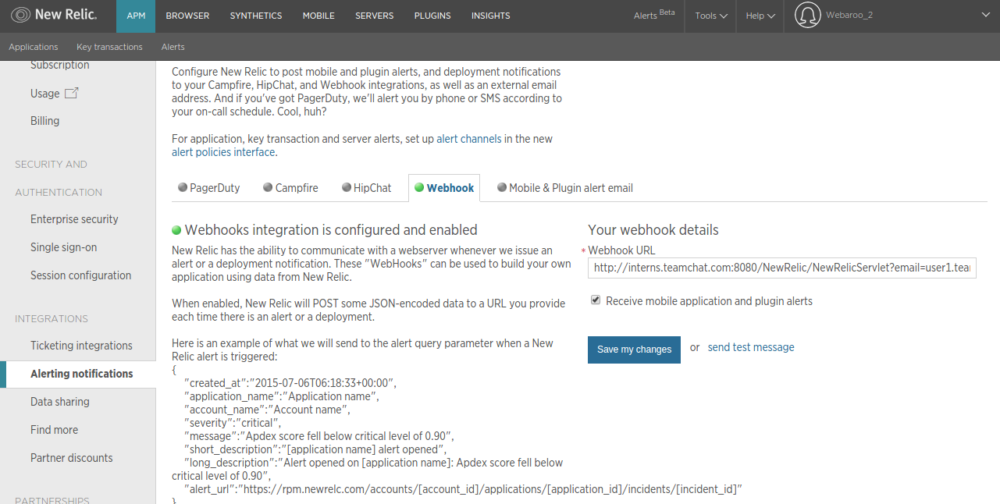 New Relic.
APM
BROWSER
SYNTHETICS
MOBILE
SERVERS
PLUGINS
INSIGHTS
Alerts Beta
Tools
Help
Webaroo_2
Applications
Key transactions
Alerts
Subscription
Usage
Billing
SECURITY AND
AUTHENTICATION
Enterprise security
Single sign-on
Session configuration
INTEGRATIONS
Ticketing integrations
Alerting notifications
Data sharing
Find more
Partner discounts
PARTNERSHIPS
Configure New Relic to post mobile and plugin alerts, and deployment notifications
to your Campfire, HipChat, and Webhook integrations, as well as an external email
address. And if you've got PagerDuty, we'll alert you by phone or SMS according to
your on-call schedule. Cool, huh?
For application, key transaction and server alerts, set up alert channels in the new
alert policies interface.
PagerDuty
Campfire
HipChat
Webhook
Mobile & Plugin alert email
Webhooks integration is configured and enabled
New Relic has the ability to communicate with a webserver whenever we issue an
alert or a deployment notification. These "WebHooks" can be used to build your own
application using data from New Relic.
When enabled, New Relic will POST some JSON-encoded data to a URL you provide
each time there is an alert or a deployment.
Here is an example of what we will send to the alert query parameter when a New
Relic alert is triggered:
{
"created_at":"2015-07-06T06:18:33+00:00",
"application_name":"Application name",
"account_name":"Account name",
"severity":"critical",
"message":"Apdex score fell below critical level of 0.90",
"short_description":"[application name] alert opened",
"long_description":"Alert opened on [application name]: Apdex score fell below
critical level of 0.90",
"alert_url":"https://rpm.newrelc.com/accounts/[account_id]/applications/[application_id]/incidents/[incident_id]"
}
Your webhook details
* Webhook URL
http://interns.teamchat.com:8080/NewRelic/NewRelicServlet?email=user1.tear
Receive mobile application and plugin alerts
Save my changes
or send test message